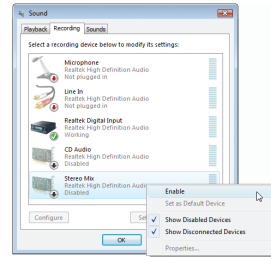 Sound
Playback Recording Sounds
Select a recording device below to modify its settings:
Microphone
Realtek High Definition Audio
Not plugged in
Line In
Realtek High Definition Audio
Not plugged in
Realtek Digital Input
Realtek High Definition Audio
Working
CD Audio
Realtek High Definition Audio
Disabled
Stereo Mix
Realtek High Definition Audio
Disabled
Enable
Set as Default Device
Show Disabled Devices
Show Disconnected Devices
Properties...
Configure
Set
OK